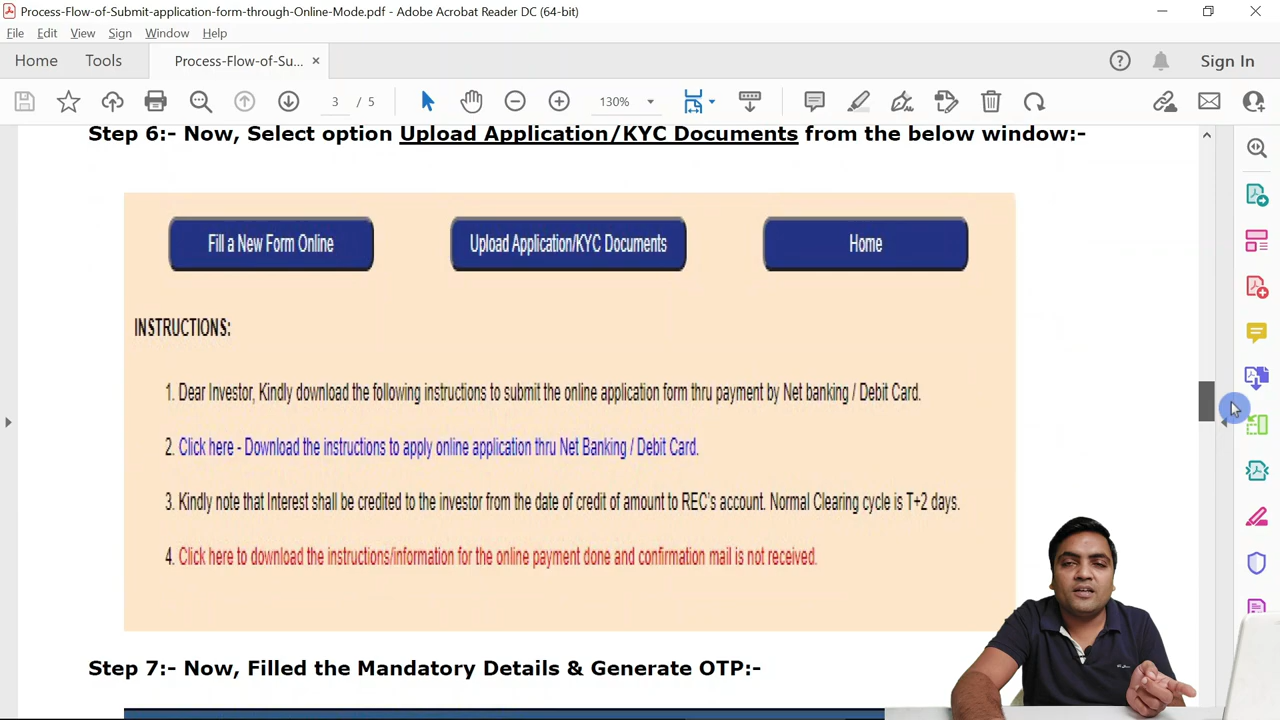 Process-Flow-of-Submit-application-form-through-Online-Mode.pdf - Adobe Acrobat Reader DC (64-bit)
File Edit View Sign Window Help
Home Tools Process-Flow-of-Su... × Sign In
3 / 5 130%
Step 6:- Now, Select option Upload Application/KYC Documents from the below window:-
Fill a New Form Online Upload Application/KYC Documents Home
INSTRUCTIONS:
1. Dear Investor, Kindly download the following instructions to submit the online application form thru payment by Net banking / Debit Card.
2. Click here - Download the instructions to apply online application thru Net Banking / Debit Card.
3. Kindly note that Interest shall be credited to the investor from the date of credit of amount to REC's account. Normal Clearing cycle is T+2 days.
4. Click here to download the instructions/information for the online payment done and confirmation mail is not received.
Step 7:- Now, Filled the Mandatory Details & Generate OTP:-